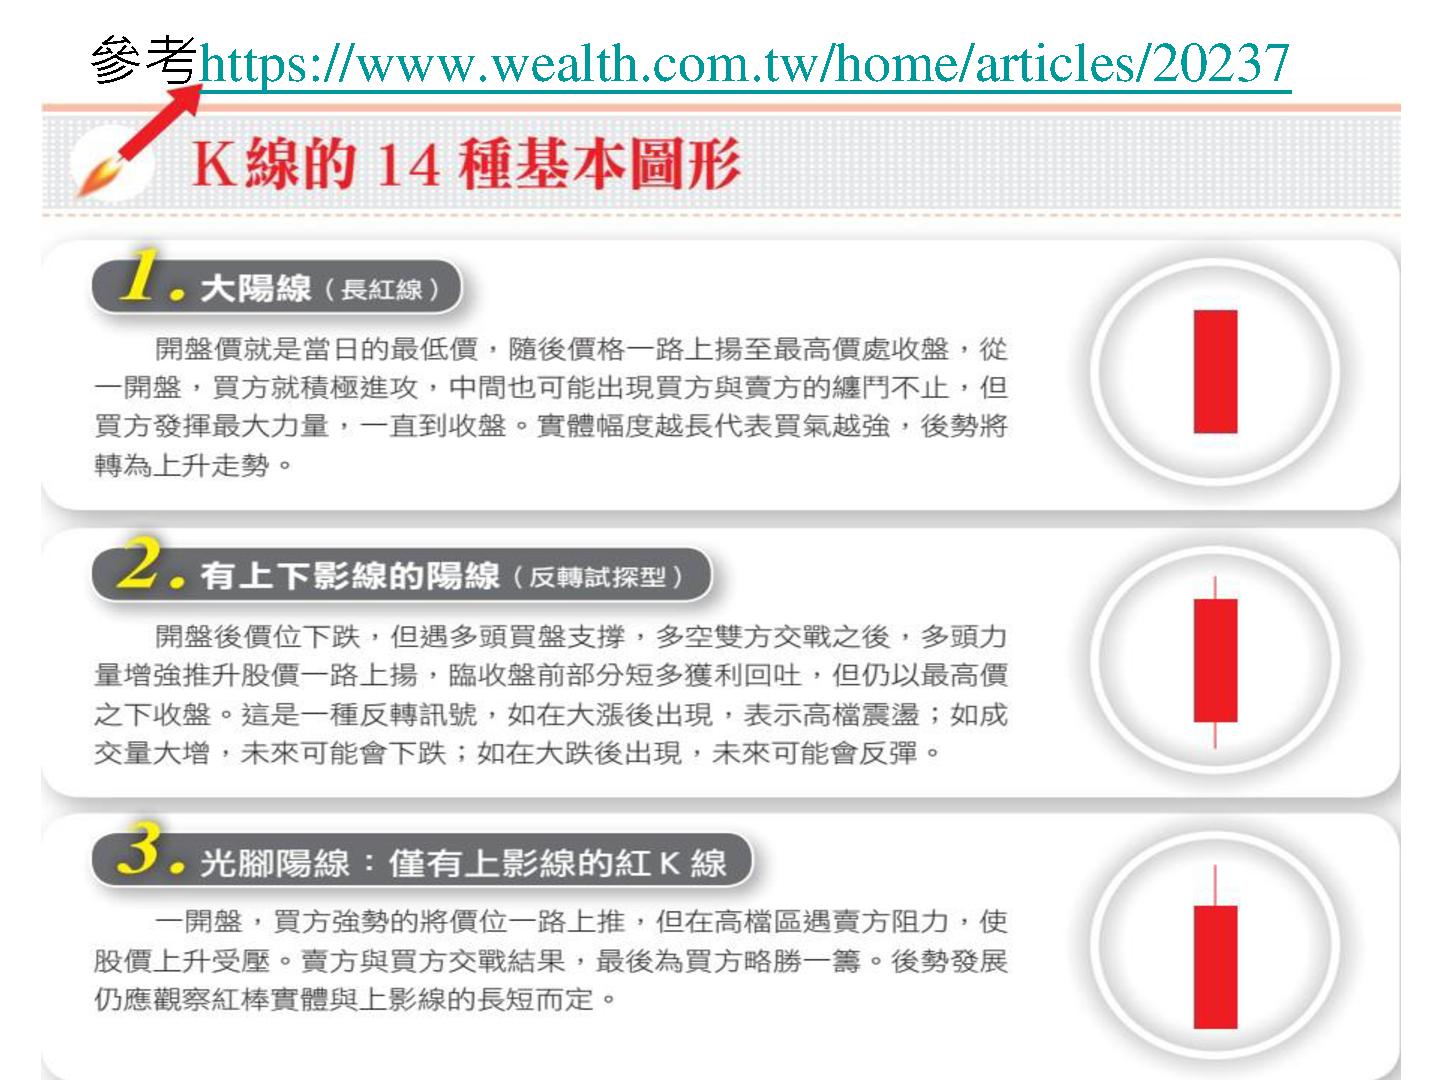 參考https://www.wealth.com.tw/home/articles/20237
K線的 14 種基本圖形
1. 大陽線（長紅線）
開盤價就是當日的最低價，隨後價格一路上揚至最高價處收盤，從
一開盤，買方就積極進攻，中間也可能出現買方與賣方的纏鬥不止，但
買方發揮最大力量，一直到收盤。實體幅度越長代表買氣越強，後勢將
轉為上升走勢。
2. 有上下影線的陽線（反轉試探型）
開盤後價位下跌，但遇多頭買盤支撐，多空雙方交戰之後，多頭力
量增強推升股價一路上揚，臨收盤前部分短多獲利回吐，但仍以最高價
之下收盤。這是一種反轉訊號，如在大漲後出現，表示高檔震盪；如成
交量大增，未來可能會下跌；如在大跌後出現，未來可能會反彈。
3. 光腳陽線：僅有上影線的紅 K 線
一開盤，買方強勢的將價位一路上推，但在高檔區遇賣方阻力，使
股價上升受壓。賣方與買方交戰結果，最後為買方略勝一籌。後勢發展
仍應觀察紅棒實體與上影線的長短而定。